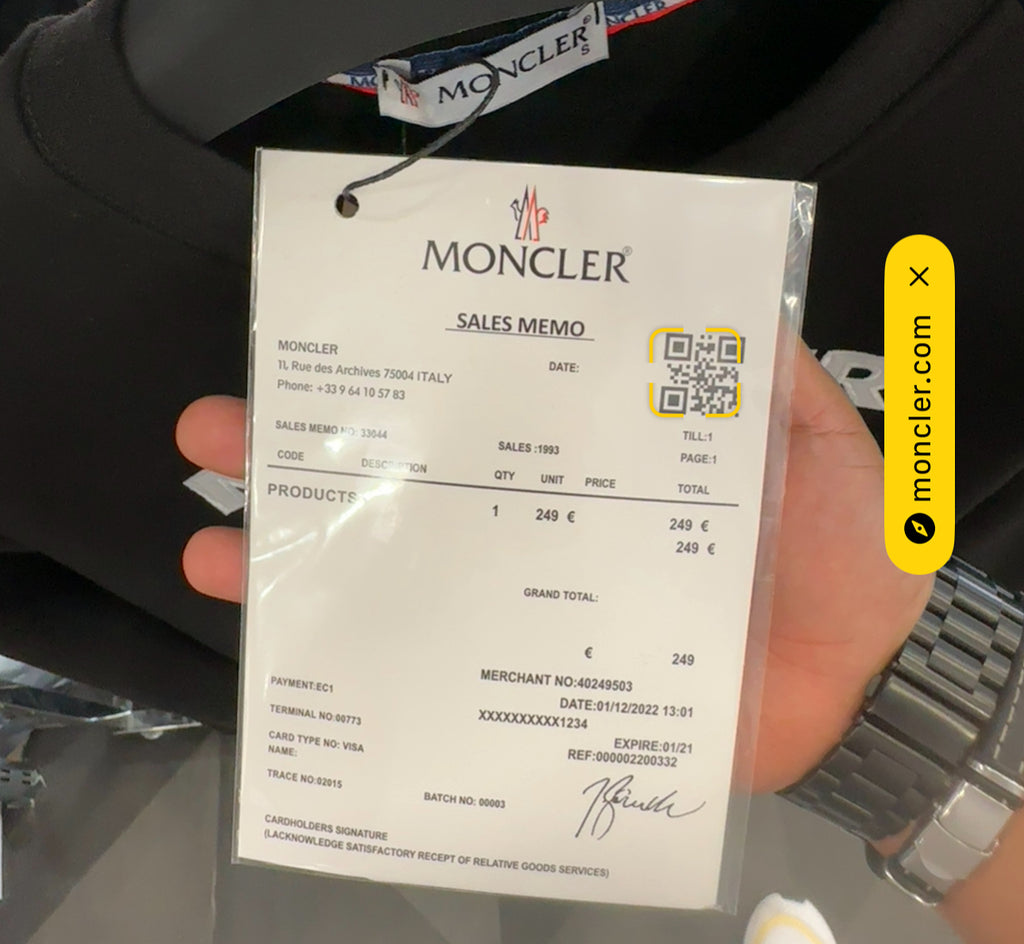 MONCLER
S
MONCLER
MONCLER
SALES MEMO
MONCLER
11, Rue des Archives 75004 ITALY
Phone: +33 9 64 10 57 83
DATE:
SALES MEMO NO: 33044
SALES :1993
TILL:1
PAGE:1
CODE DESCRIPTION QTY UNIT PRICE TOTAL
PRODUCTS
1 249 € 249 €
249 €
GRAND TOTAL:
€ 249
MERCHANT NO:40249503
PAYMENT:EC1
DATE:01/12/2022 13:01
TERMINAL NO:00773
XXXXXXXXXX1234
CARD TYPE NO: VISA
EXPIRE:01/21
NAME:
REF:000002200332
TRACE NO:02015
BATCH NO: 00003
CARDHOLDERS SIGNATURE
(LACKNOWLEDGE SATISFACTORY RECEPT OF RELATIVE GOODS SERVICES)
moncler.com